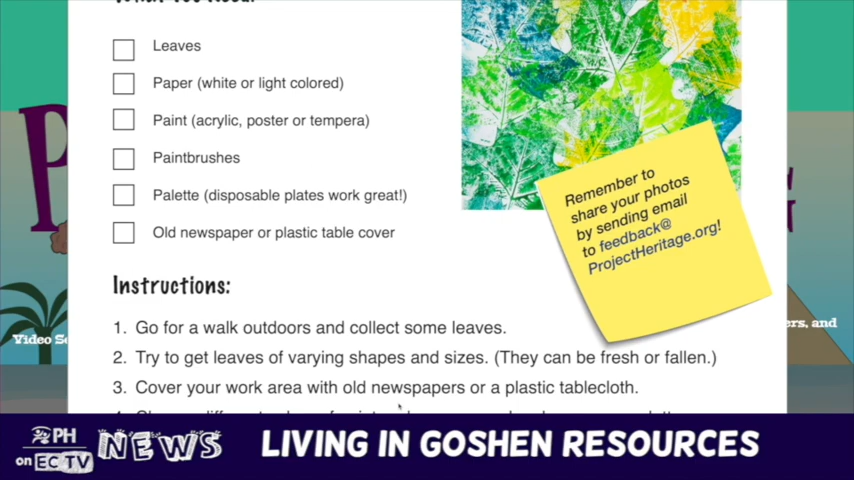 Leaves
Paper (white or light colored)
Paint (acrylic, poster or tempera)
Paintbrushes
Palette (disposable plates work great!)
Old newspaper or plastic table cover
Remember to
share your photos
by sending email
to feedback@
ProjectHeritage.org!
Instructions:
1. Go for a walk outdoors and collect some leaves.
2. Try to get leaves of varying shapes and sizes. (They can be fresh or fallen.)
3. Cover your work area with old newspapers or a plastic tablecloth.
Video
and
PH
on EC TV
NEWS
LIVING IN GOSHEN RESOURCES